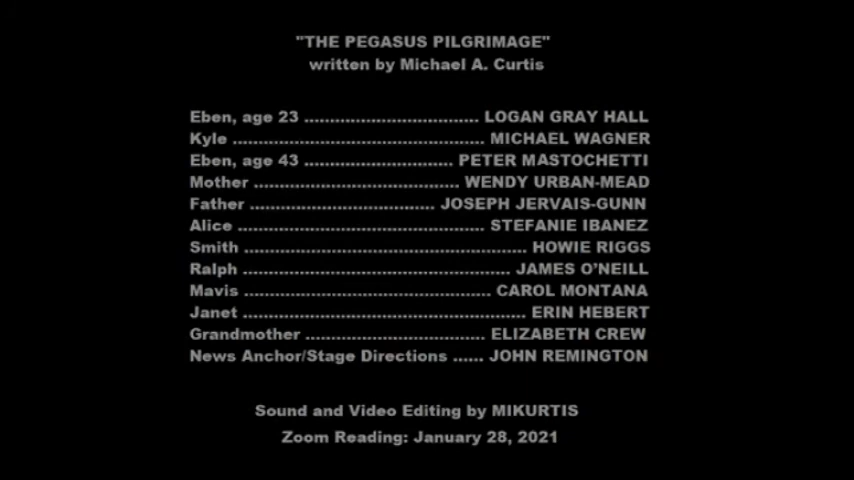 "THE PEGASUS PILGRIMAGE"
written by Michael A. Curtis
Eben, age 23 .................................. LOGAN GRAY HALL
Kyle ................................................. MICHAEL WAGNER
Eben, age 43 ............................. PETER MASTOCHETTI
Mother ........................................ WENDY URBAN-MEAD
Father .................................... JOSEPH JERVAIS-GUNN
Alice ................................................ STEFANIE IBANEZ
Smith ....................................................... HOWIE RIGGS
Ralph .................................................... JAMES O'NEILL
Mavis ................................................ CAROL MONTANA
Janet ....................................................... ERIN HEBERT
Grandmother ................................... ELIZABETH CREW
News Anchor/Stage Directions ...... JOHN REMINGTON
Sound and Video Editing by MIKURTIS
Zoom Reading: January 28, 2021